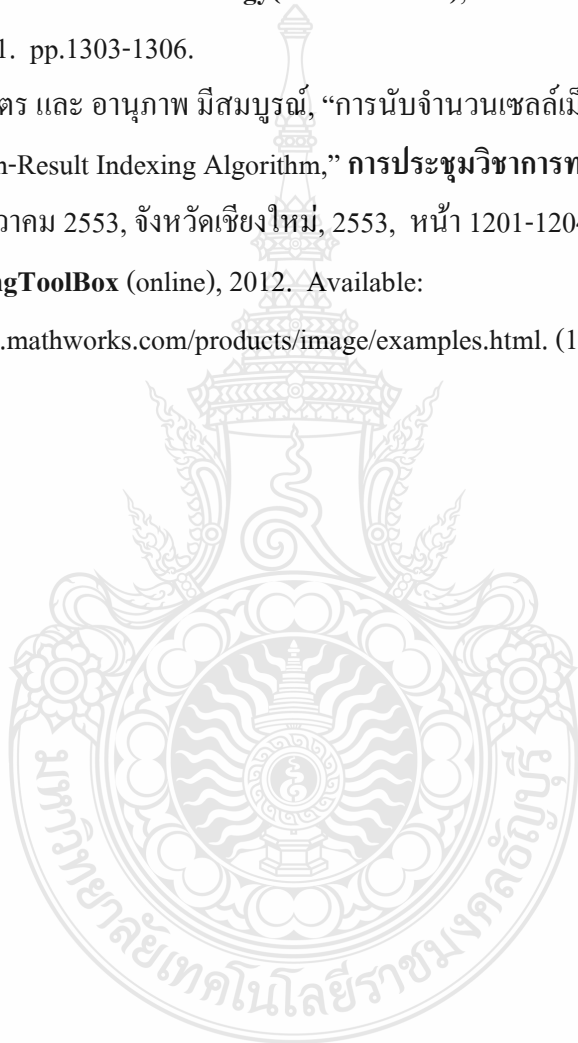 1. pp.1303-1306.
ตร และ อานุภาพ มีสมบูรณ์, “การนับจำนวนเซลล์เม็
-Result Indexing Algorithm,” การประชุมวิชาการท
วาคม 2553, จังหวัดเชียงใหม่, 2553, หน้า 1201-1204
ngToolBox (online), 2012. Available:
.mathworks.com/products/image/examples.html. (1
มหาวิทยาลัยเทคโนโลยีราชมงคลธัญบุรี